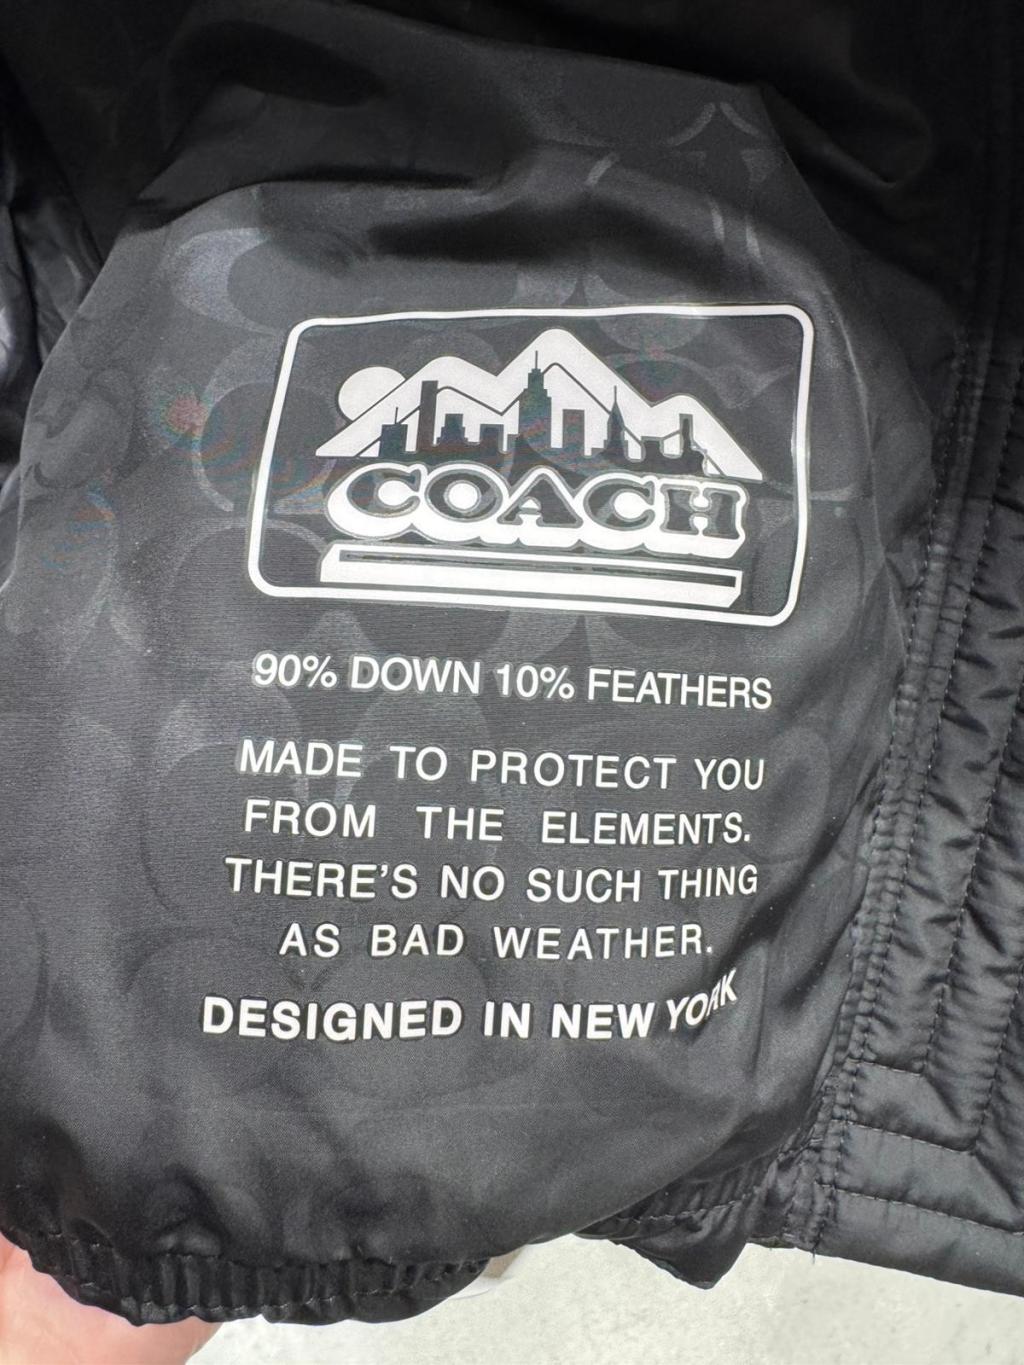 COACH
90% DOWN 10% FEATHERS
MADE TO PROTECT YOU
FROM THE ELEMENTS.
THERE'S NO SUCH THING
AS BAD WEATHER.
DESIGNED IN NEW YORK